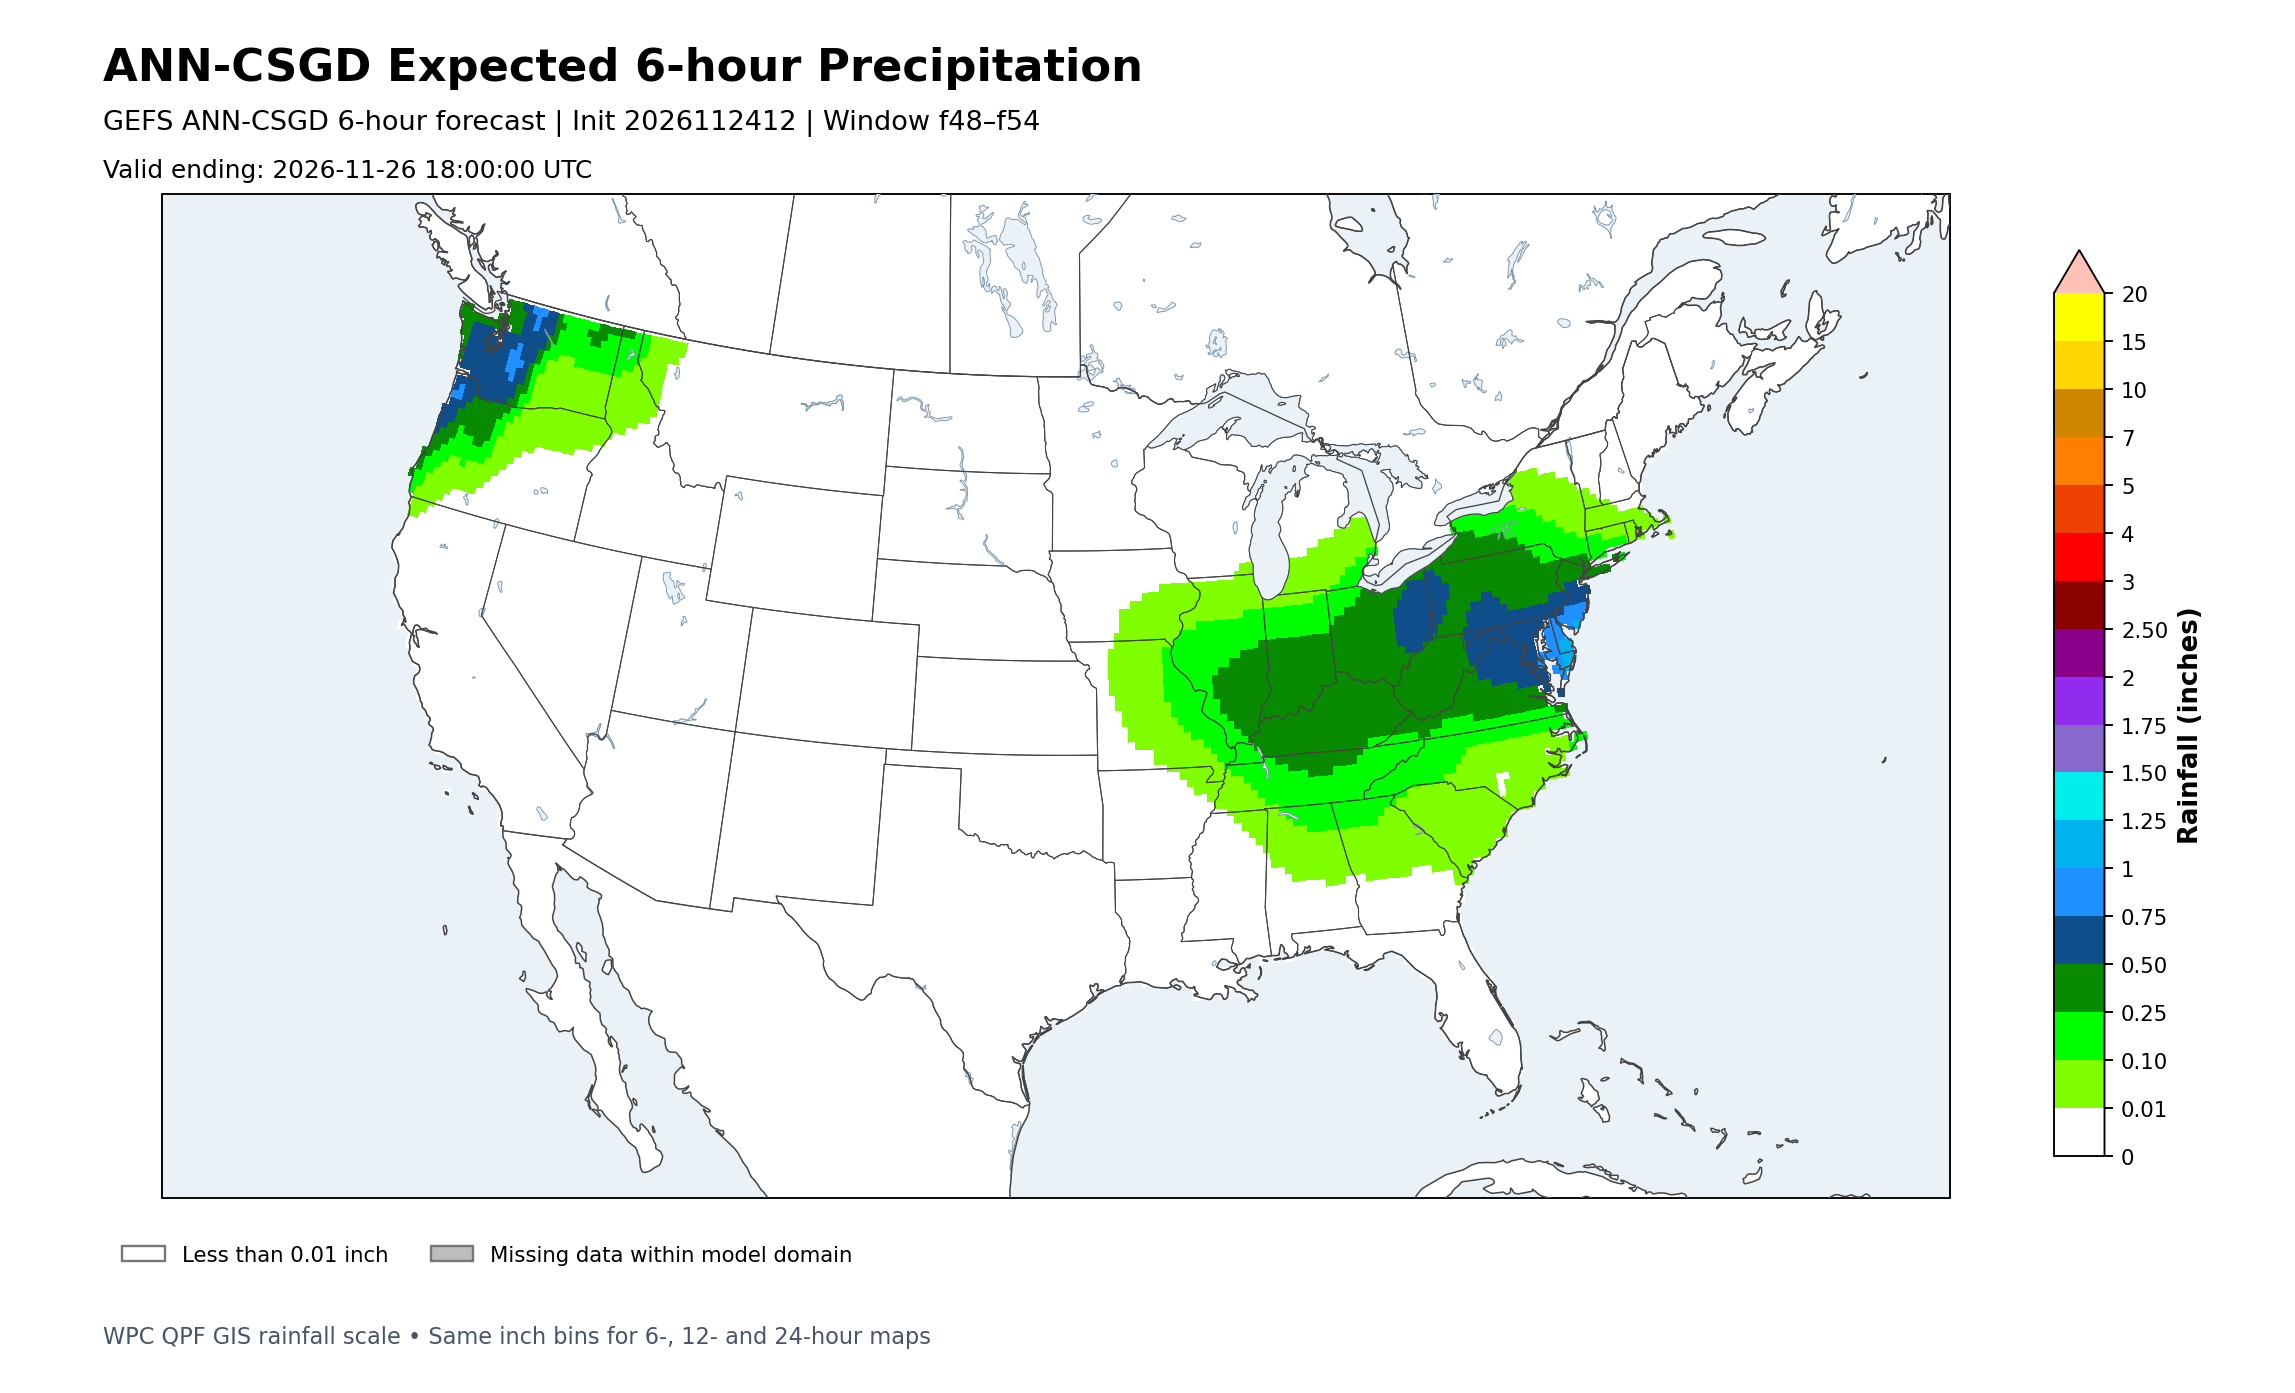 ANN-CSGD Expected 6-hour Precipitation
GEFS ANN-CSGD 6-hour forecast | Init 2026112412 | Window f48–f54
Valid ending: 2026-11-26 18:00:00 UTC
20
15
10
7
5
4
3
2.50
2
1.75
1.50
1.25
1
0.75
0.50
0.25
0.10
0.01
0
Rainfall (inches)
Less than 0.01 inch
Missing data within model domain
WPC QPF GIS rainfall scale • Same inch bins for 6-, 12- and 24-hour maps